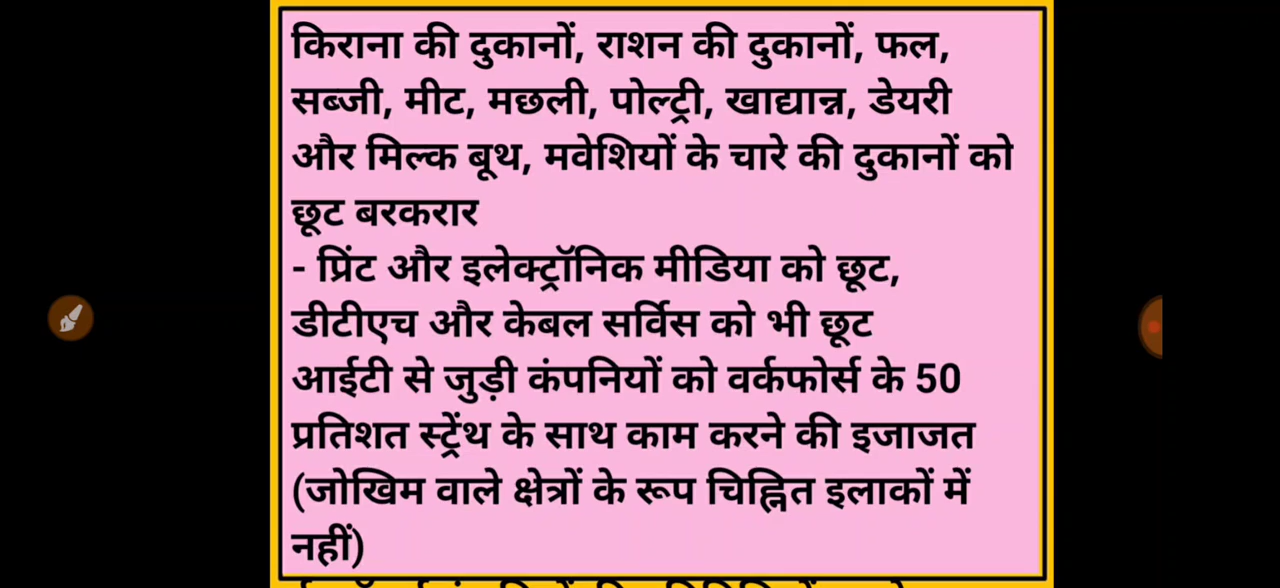 किराना की दुकानों, राशन की दुकानों, फल,
सब्जी, मीट, मछली, पोल्ट्री, खाद्यान्न, डेयरी
और मिल्क बूथ, मवेशियों के चारे की दुकानों को
छूट बरकरार
- प्रिंट और इलेक्ट्रॉनिक मीडिया को छूट,
डीटीएच और केबल सर्विस को भी छूट
आईटी से जुड़ी कंपनियों को वर्कफोर्स के 50
प्रतिशत स्ट्रेंथ के साथ काम करने की इजाजत
(जोखिम वाले क्षेत्रों के रूप चिह्नित इलाकों में
नहीं)